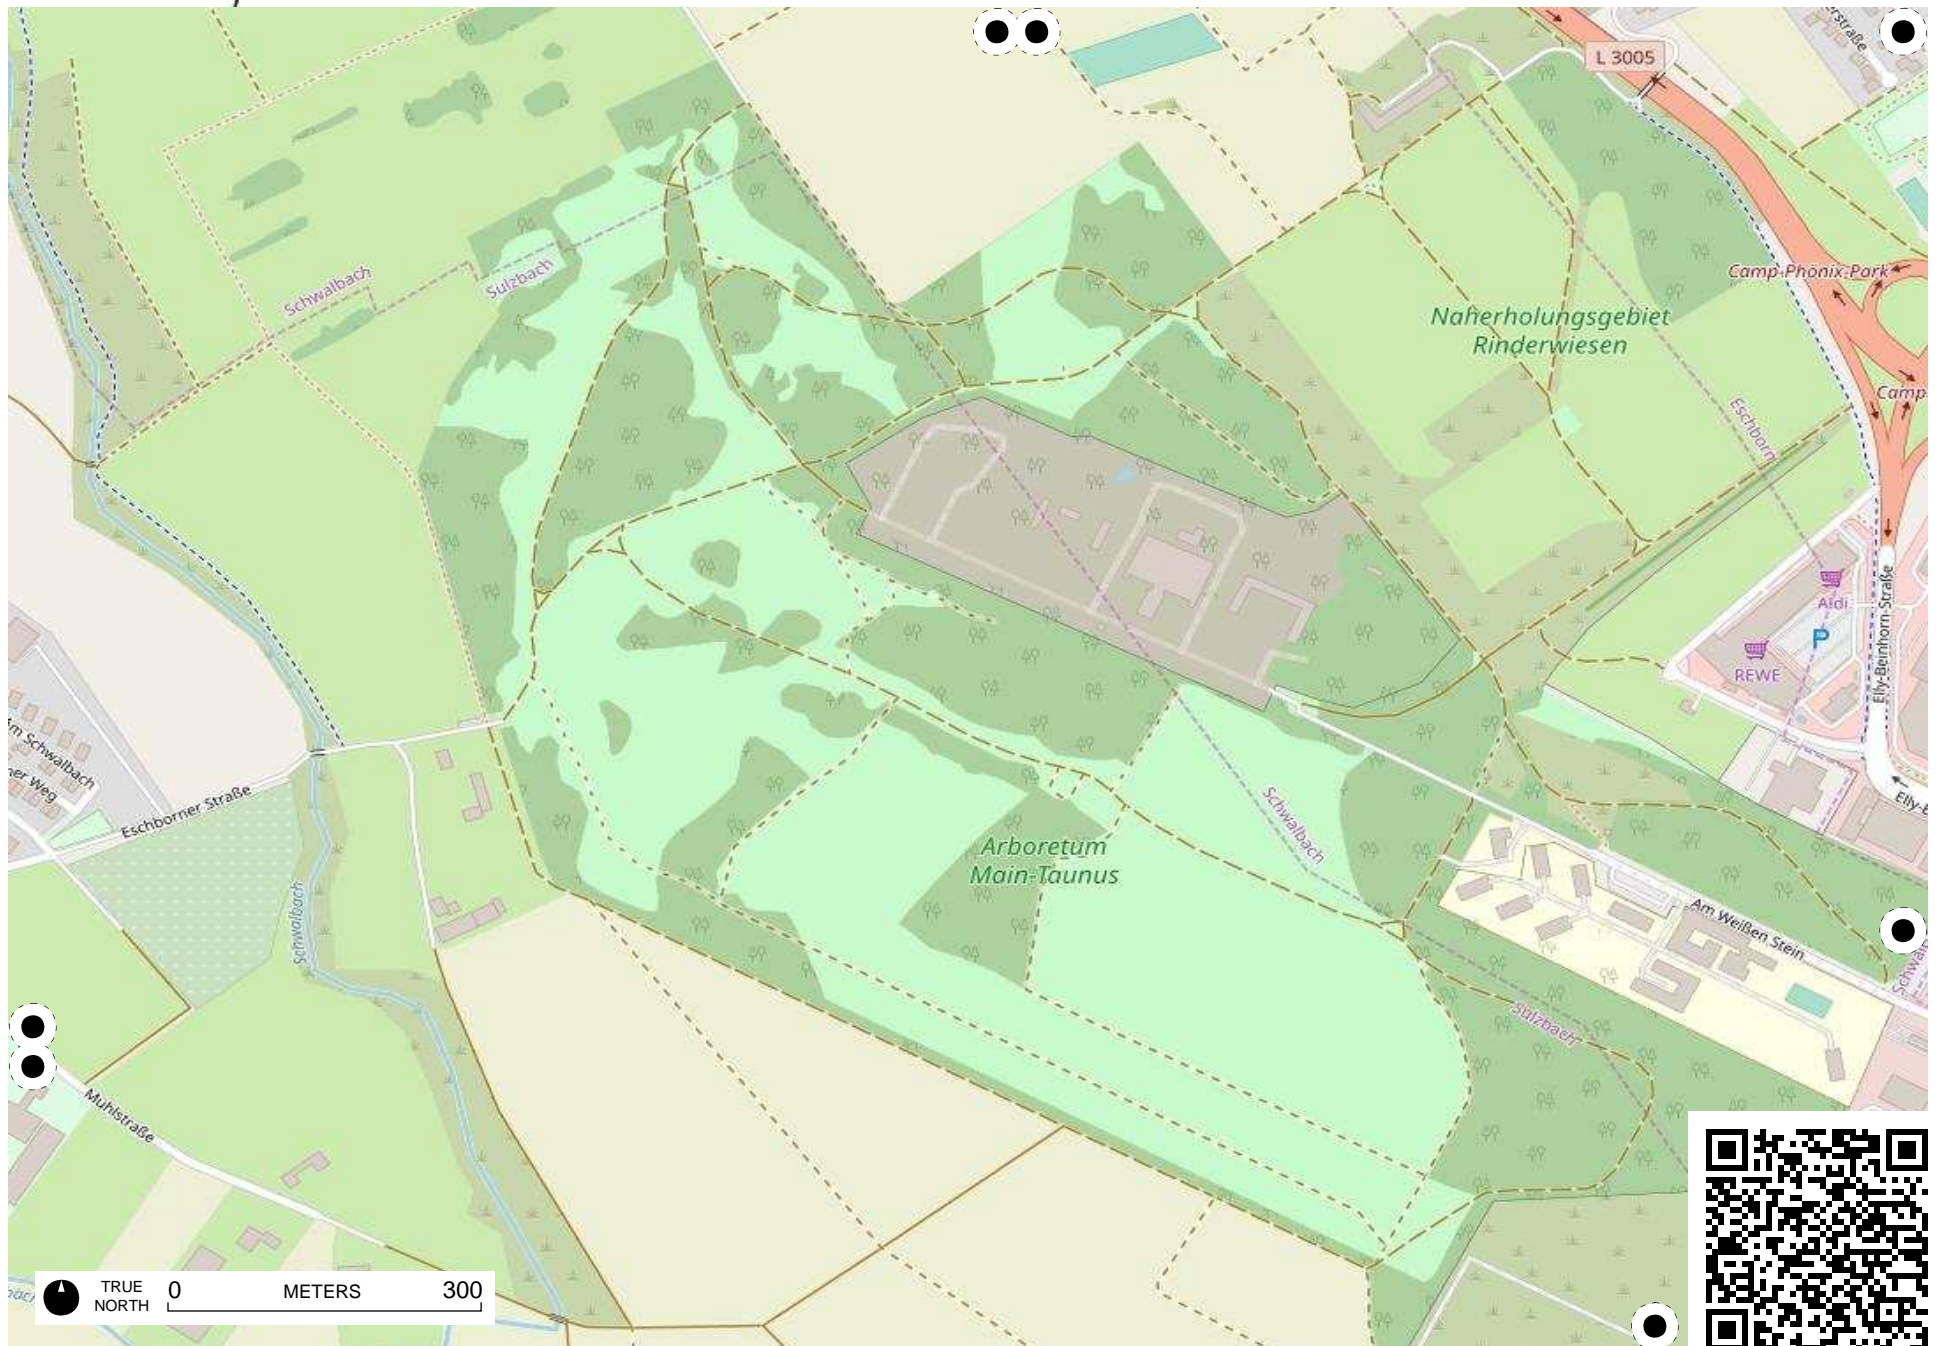 L 3005
Camp-Phönix-Park
Camp
Schwalbach
Sulzbach
Naherholungsgebiet
Rinderwiesen
Eschborn
Aldi
P
REWE
Elly-Beinhorn-Straße
Am Schwalbach
Eschborner Straße
Schwalbach
Schwalbach
Arboretum
Main-Taunus
Am Weißen Stein
Sulzbach
Mühlstraße
TRUE
NORTH
0 METERS 300